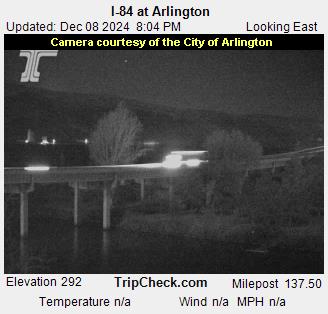 I-84 at Arlington
Updated: Dec 08 2024 8:04 PM Looking East
Camera courtesy of the City of Arlington
Elevation 292 TripCheck.com Milepost 137.50
Temperature n/a Wind n/a MPH n/a